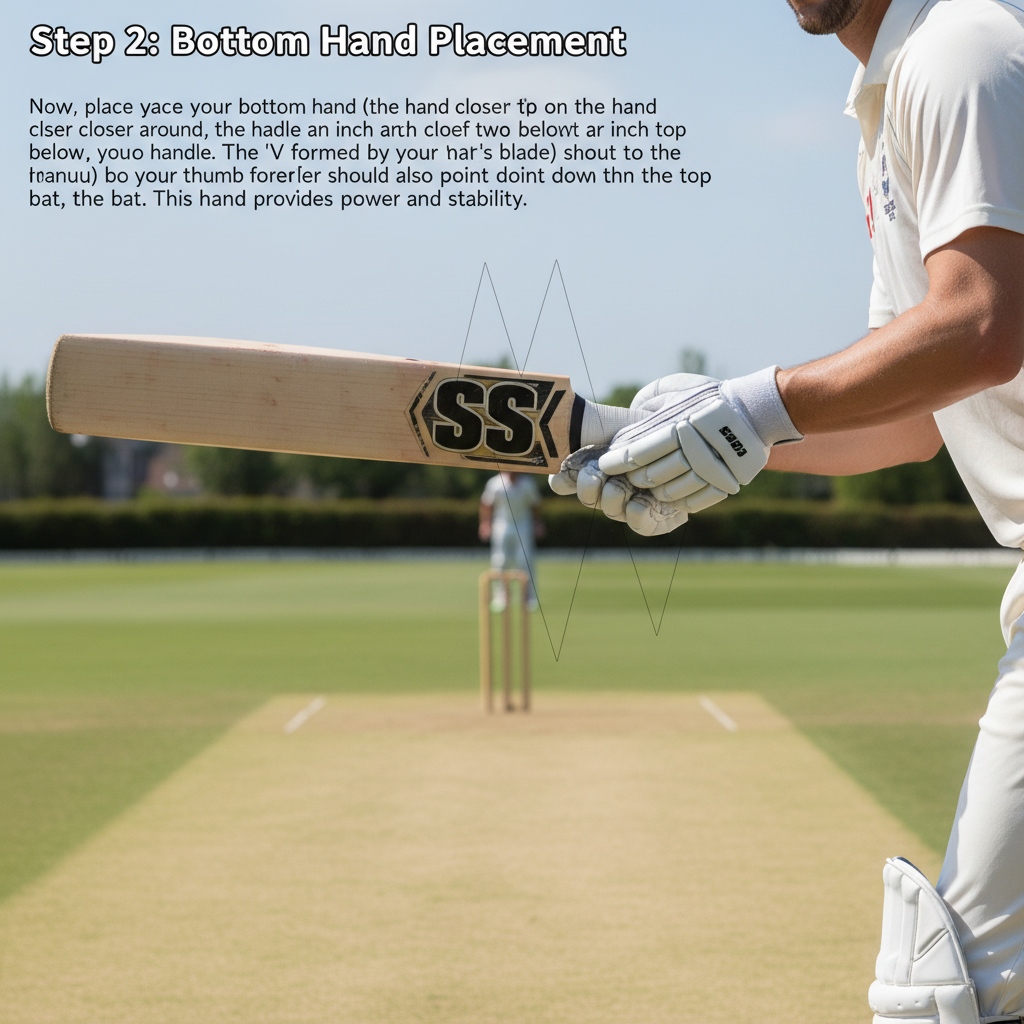 Step 2: Bottom Hand Placement
Now, place yace your bottom hand (the hand closer tp on the hand
clser closer around, the hadle an inch arth cloef two belowt ar inch top
below, youo handle. The 'V formed by your har's blade) shout to the
hanuu) bo your thumb forerfer should also point doint down thn the top
bat, the bat. This hand provides power and stability.
SS